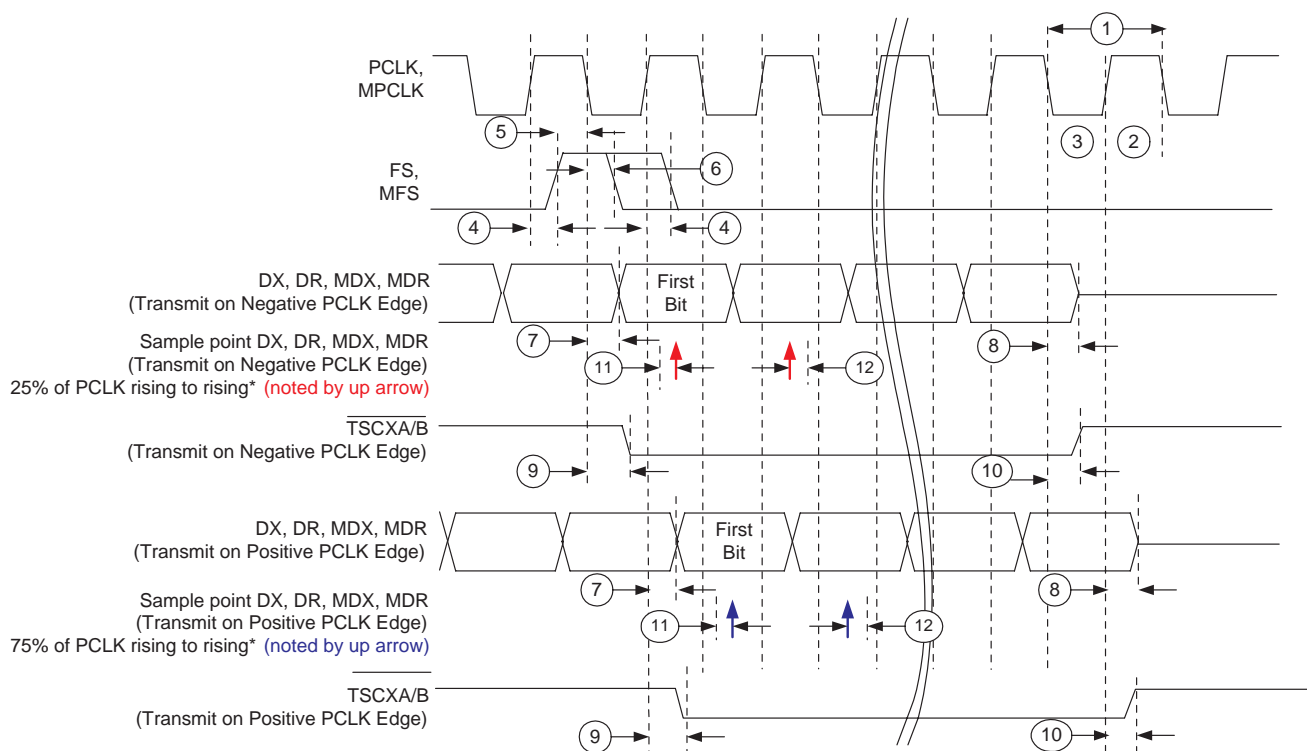 1
PCLK,
MPCLK
5
3
2
FS,
MFS
6
4
4
DX, DR, MDX, MDR
(Transmit on Negative PCLK Edge)
First
Bit
7
8
Sample point DX, DR, MDX, MDR
(Transmit on Negative PCLK Edge)
25% of PCLK rising to rising* (noted by up arrow)
11
12
TSCXA/B
(Transmit on Negative PCLK Edge)
9
10
DX, DR, MDX, MDR
(Transmit on Positive PCLK Edge)
First
Bit
7
8
Sample point DX, DR, MDX, MDR
(Transmit on Positive PCLK Edge)
75% of PCLK rising to rising* (noted by up arrow)
11
12
TSCXA/B
(Transmit on Positive PCLK Edge)
9
10